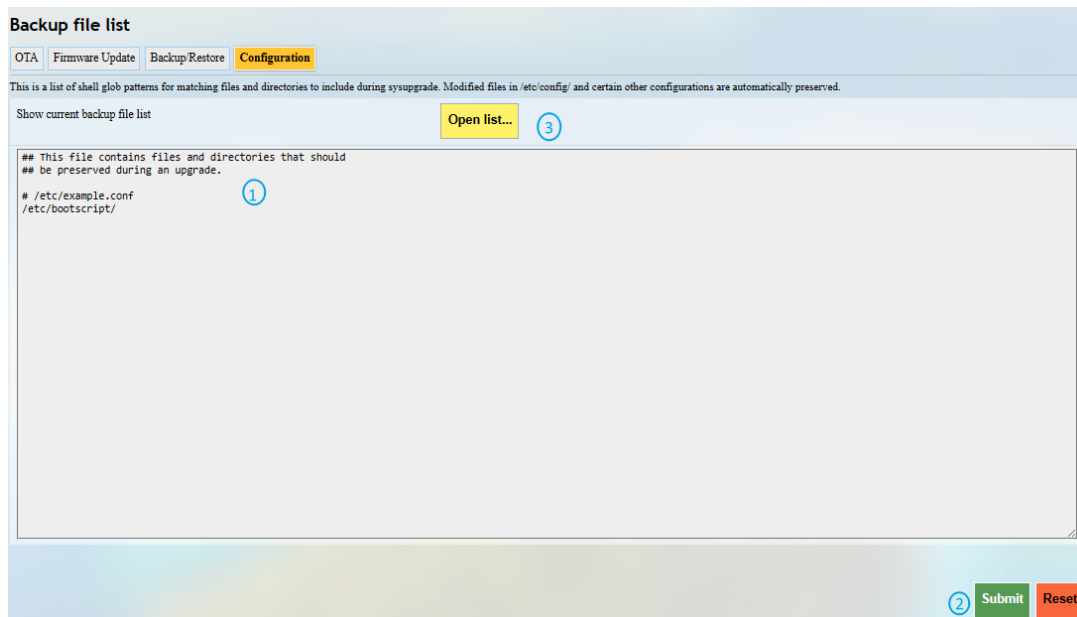 Backup file list
OTA Firmware Update Backup/Restore Configuration
This is a list of shell glob patterns for matching files and directories to include during sysupgrade. Modified files in /etc/config/ and certain other configurations are automatically preserved.
Show current backup file list Open list... 3
## This file contains files and directories that should
## be preserved during an upgrade.
# /etc/example.conf 1
/etc/bootscript/
2 Submit Reset